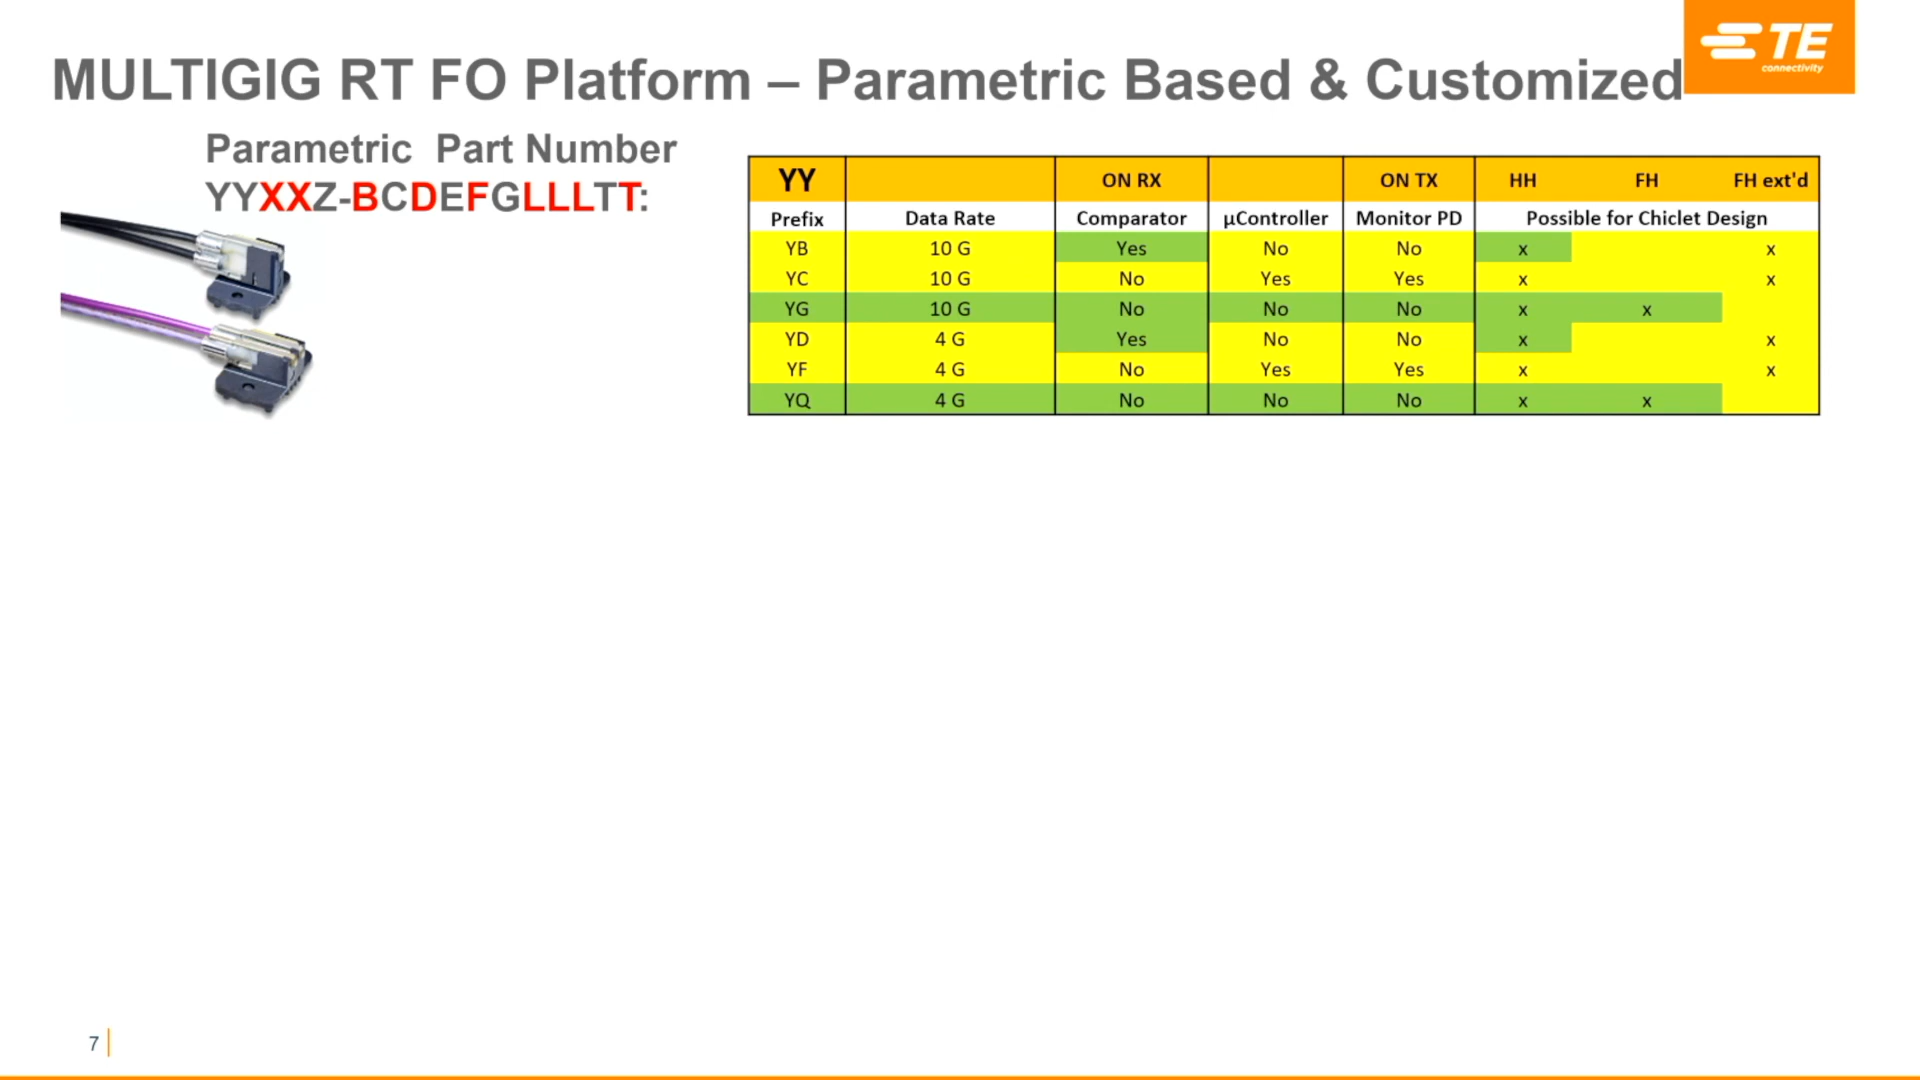 TE
connectivity
MULTIGIG RT FO Platform – Parametric Based & Customized
Parametric Part Number
YYXXZ-BCDEFGLLLTT:
YY ON RX ON TX HH FH FH ext'd
Prefix Data Rate Comparator µController Monitor PD Possible for Chiclet Design
YB 10 G Yes No No x x
YC 10 G No Yes Yes x x
YG 10 G No No No x x
YD 4 G Yes No No x x
YF 4 G No Yes Yes x x
YQ 4 G No No No x x
7